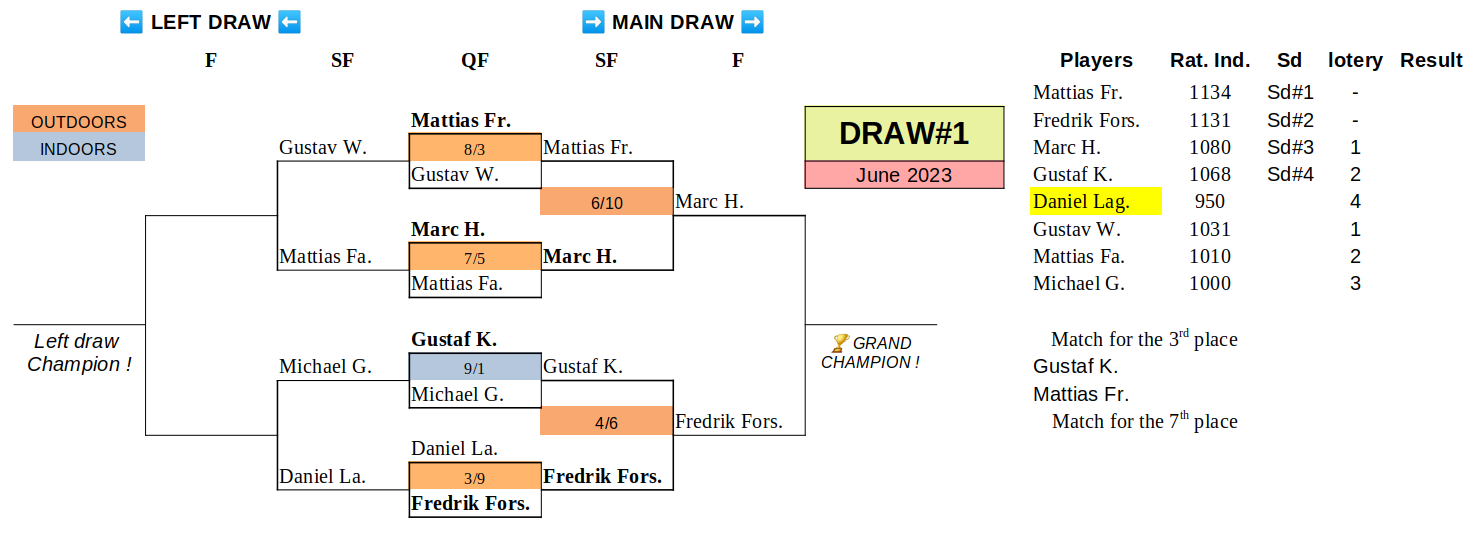 ⬅ LEFT DRAW ⬅ ➡ MAIN DRAW ➡
F SF QF SF F Players Rat. Ind. Sd lotery Result
Mattias Fr. 1134 Sd#1 -
OUTDOORS Mattias Fr. DRAW#1 Fredrik Fors. 1131 Sd#2 -
INDOORS Gustav W. 8/3 Mattias Fr. Marc H. 1080 Sd#3 1
Gustav W. June 2023 Gustaf K. 1068 Sd#4 2
6/10 Marc H. Daniel Lag. 950 4
Marc H. Gustav W. 1031 1
Mattias Fa. 7/5 Marc H. Mattias Fa. 1010 2
Mattias Fa. Michael G. 1000 3
Left draw Gustaf K. 🏆 GRAND Match for the 3rd place
Champion ! Michael G. 9/1 Gustaf K. CHAMPION ! Gustaf K.
Michael G. Mattias Fr.
4/6 Fredrik Fors. Match for the 7th place
Daniel La.
Daniel La. 3/9 Fredrik Fors.
Fredrik Fors.